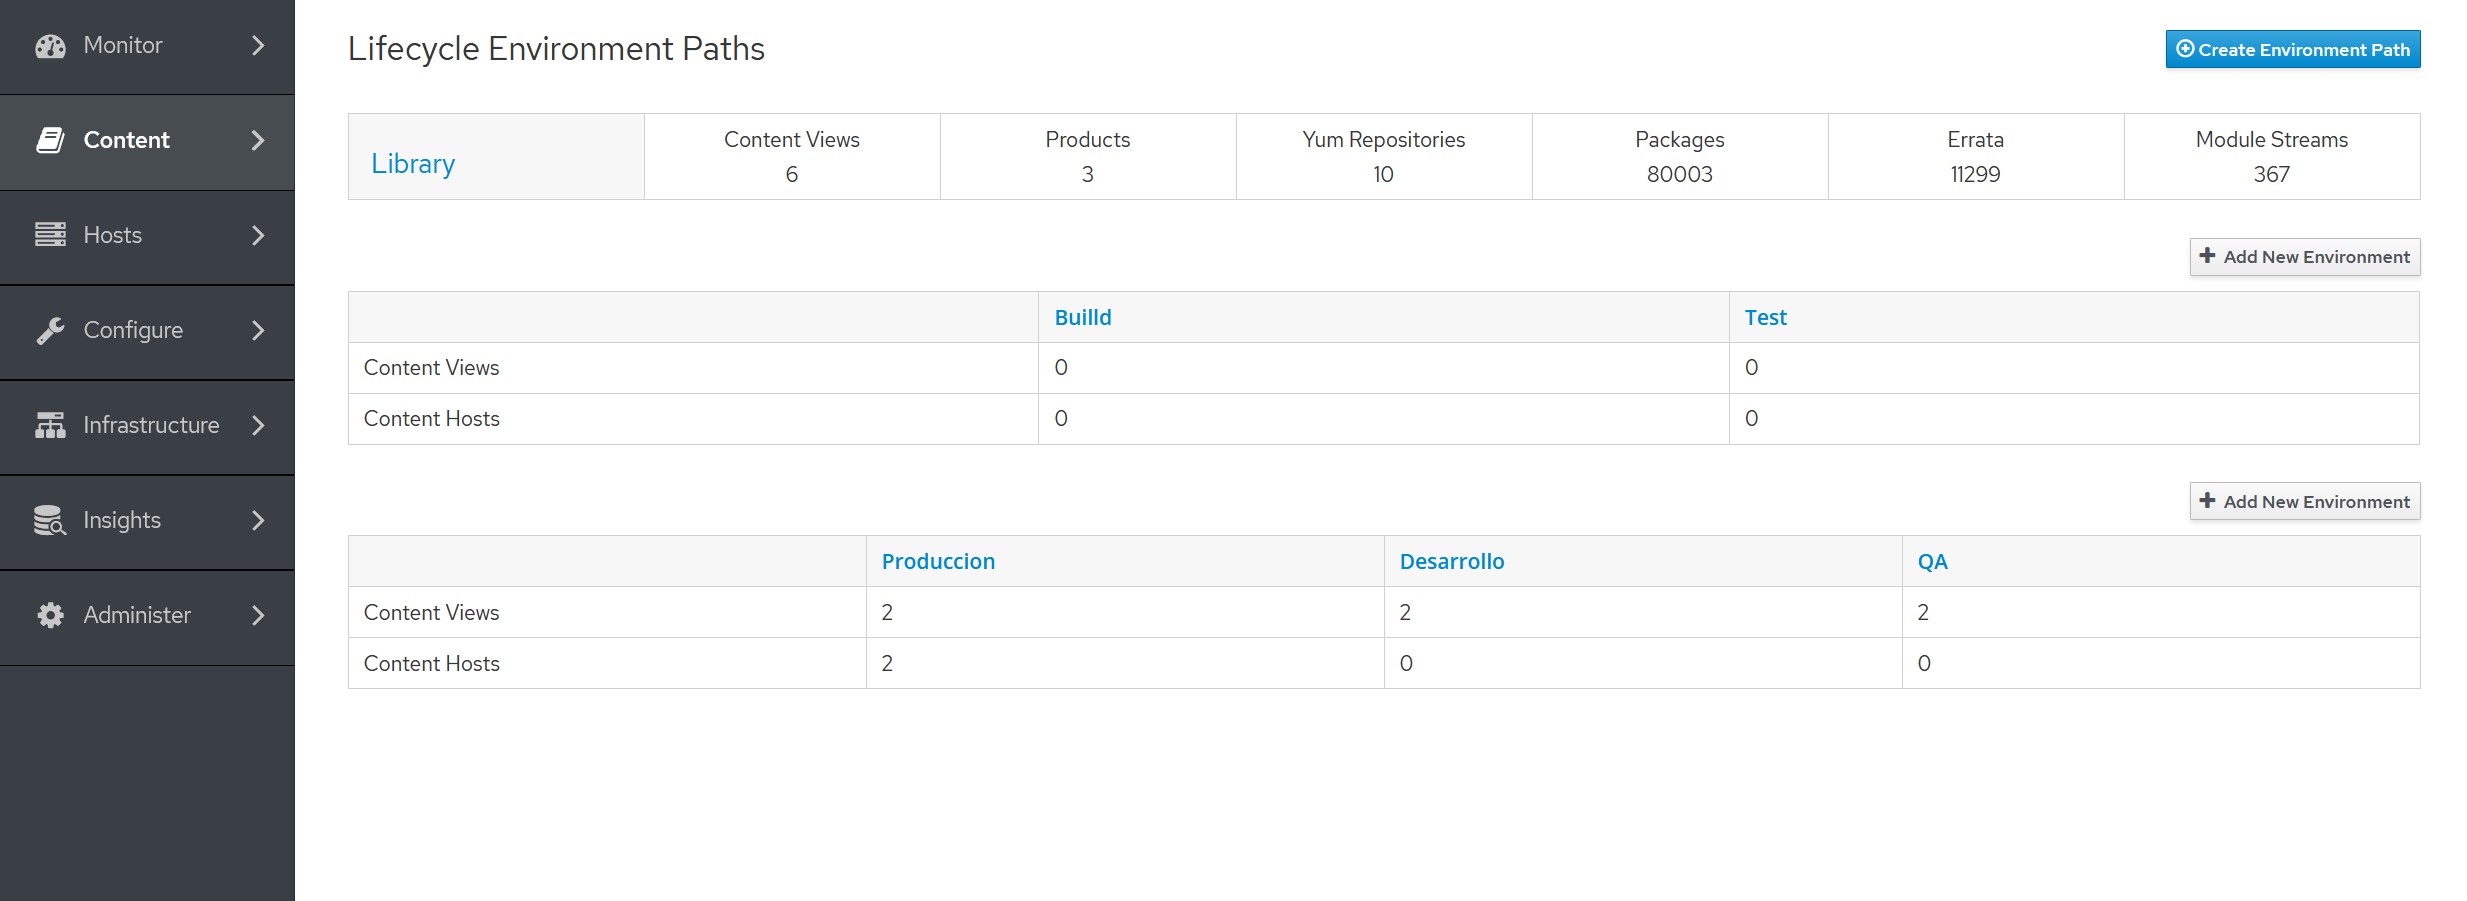 Monitor
Content
Hosts
Configure
Infrastructure
Insights
Administer
Lifecycle Environment Paths
Create Environment Path
Library
Content Views Products Yum Repositories Packages Errata Module Streams
6 3 10 80003 11299 367
Add New Environment
Builld Test
Content Views 0 0
Content Hosts 0 0
Add New Environment
Produccion Desarrollo QA
Content Views 2 2 2
Content Hosts 2 0 0